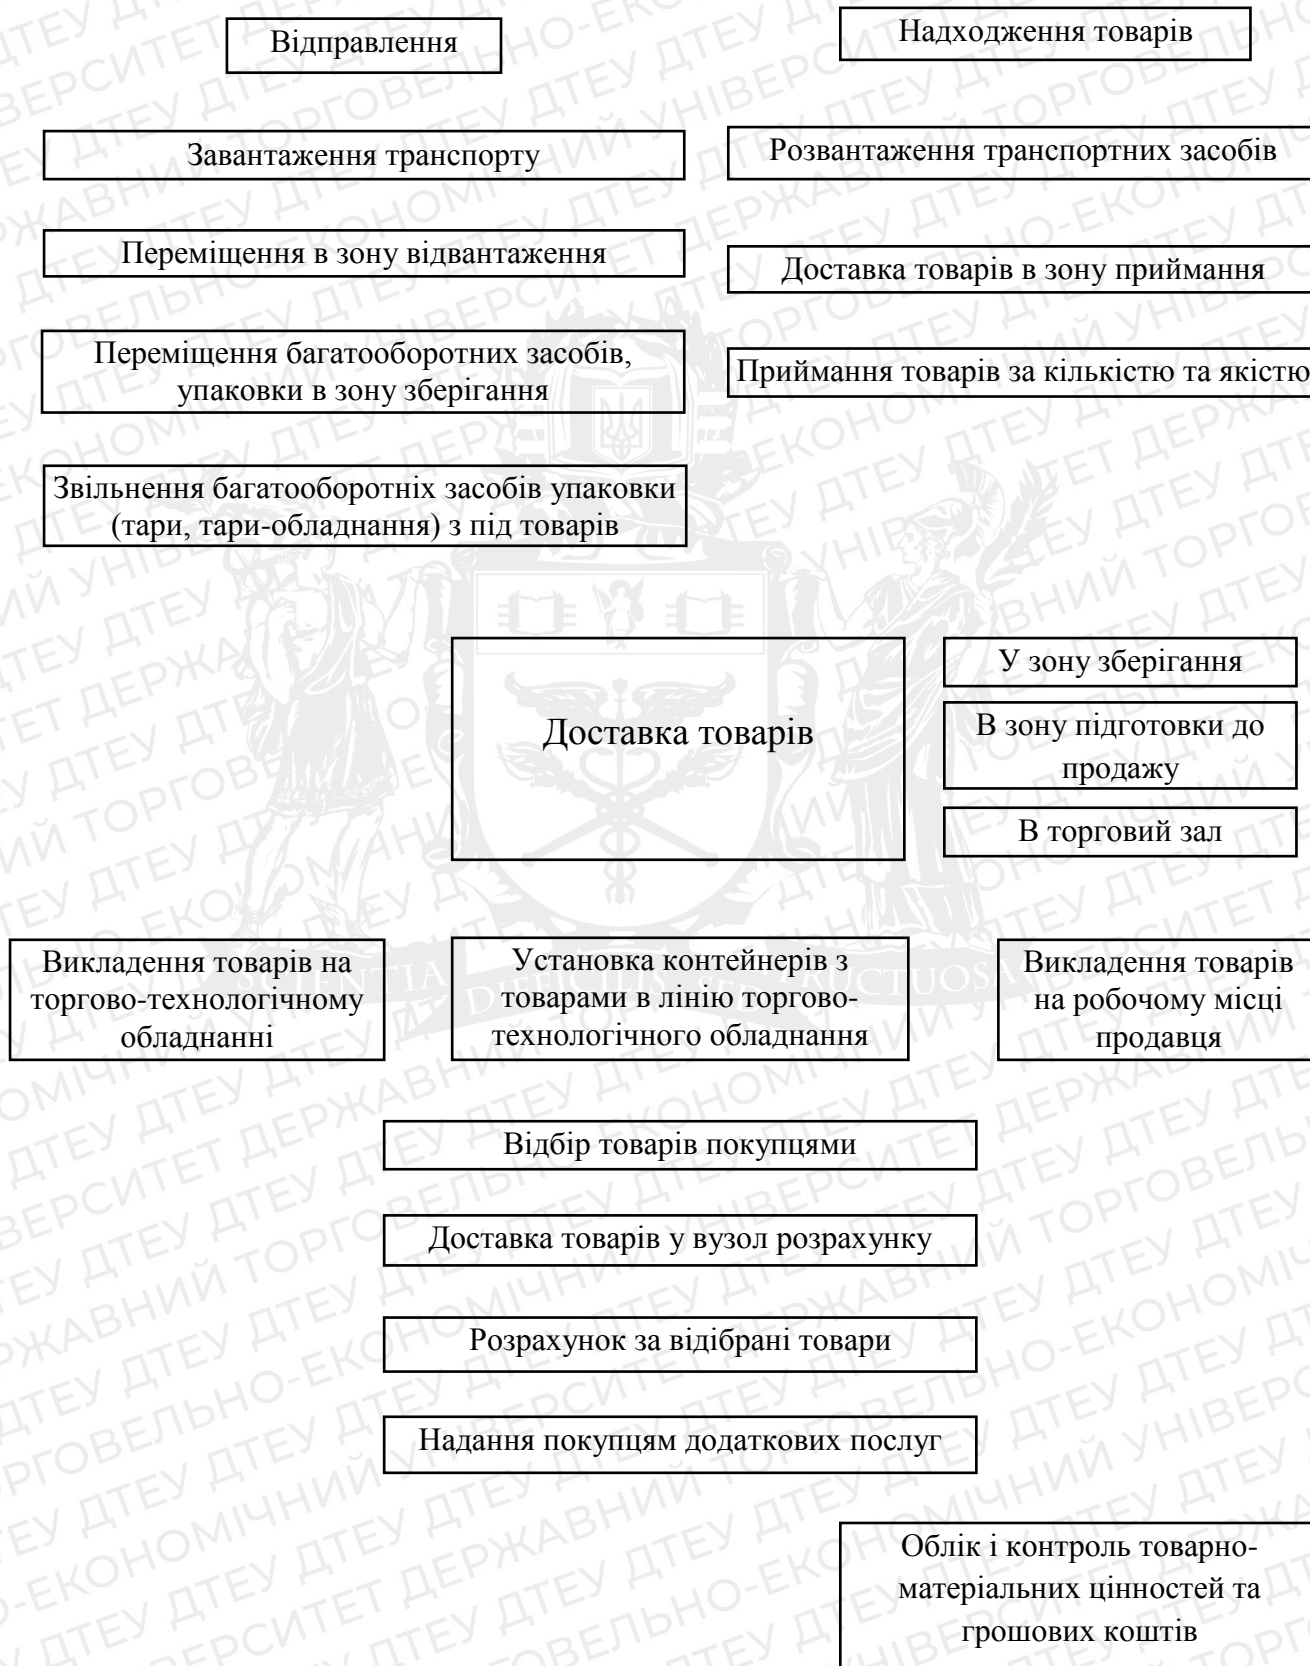 Відправлення
Надходження товарів
Завантаження транспорту
Розвантаження транспортних засобів
Переміщення в зону відвантаження
Доставка товарів в зону приймання
Переміщення багатооборотних засобів,
упаковки в зону зберігання
Приймання товарів за кількістю та якістю
Звільнення багатооборотніх засобів упаковки
(тари, тари-обладнання) з під товарів
Доставка товарів
У зону зберігання
В зону підготовки до
продажу
В торговий зал
Викладення товарів на
торгово-технологічному
обладнанні
Установка контейнерів з
товарами в лінію торгово-
технологічного обладнання
Викладення товарів
на робочому місці
продавця
Відбір товарів покупцями
Доставка товарів у вузол розрахунку
Розрахунок за відібрані товари
Надання покупцям додаткових послуг
Облік і контроль товарно-
матеріальних цінностей та
грошових коштів